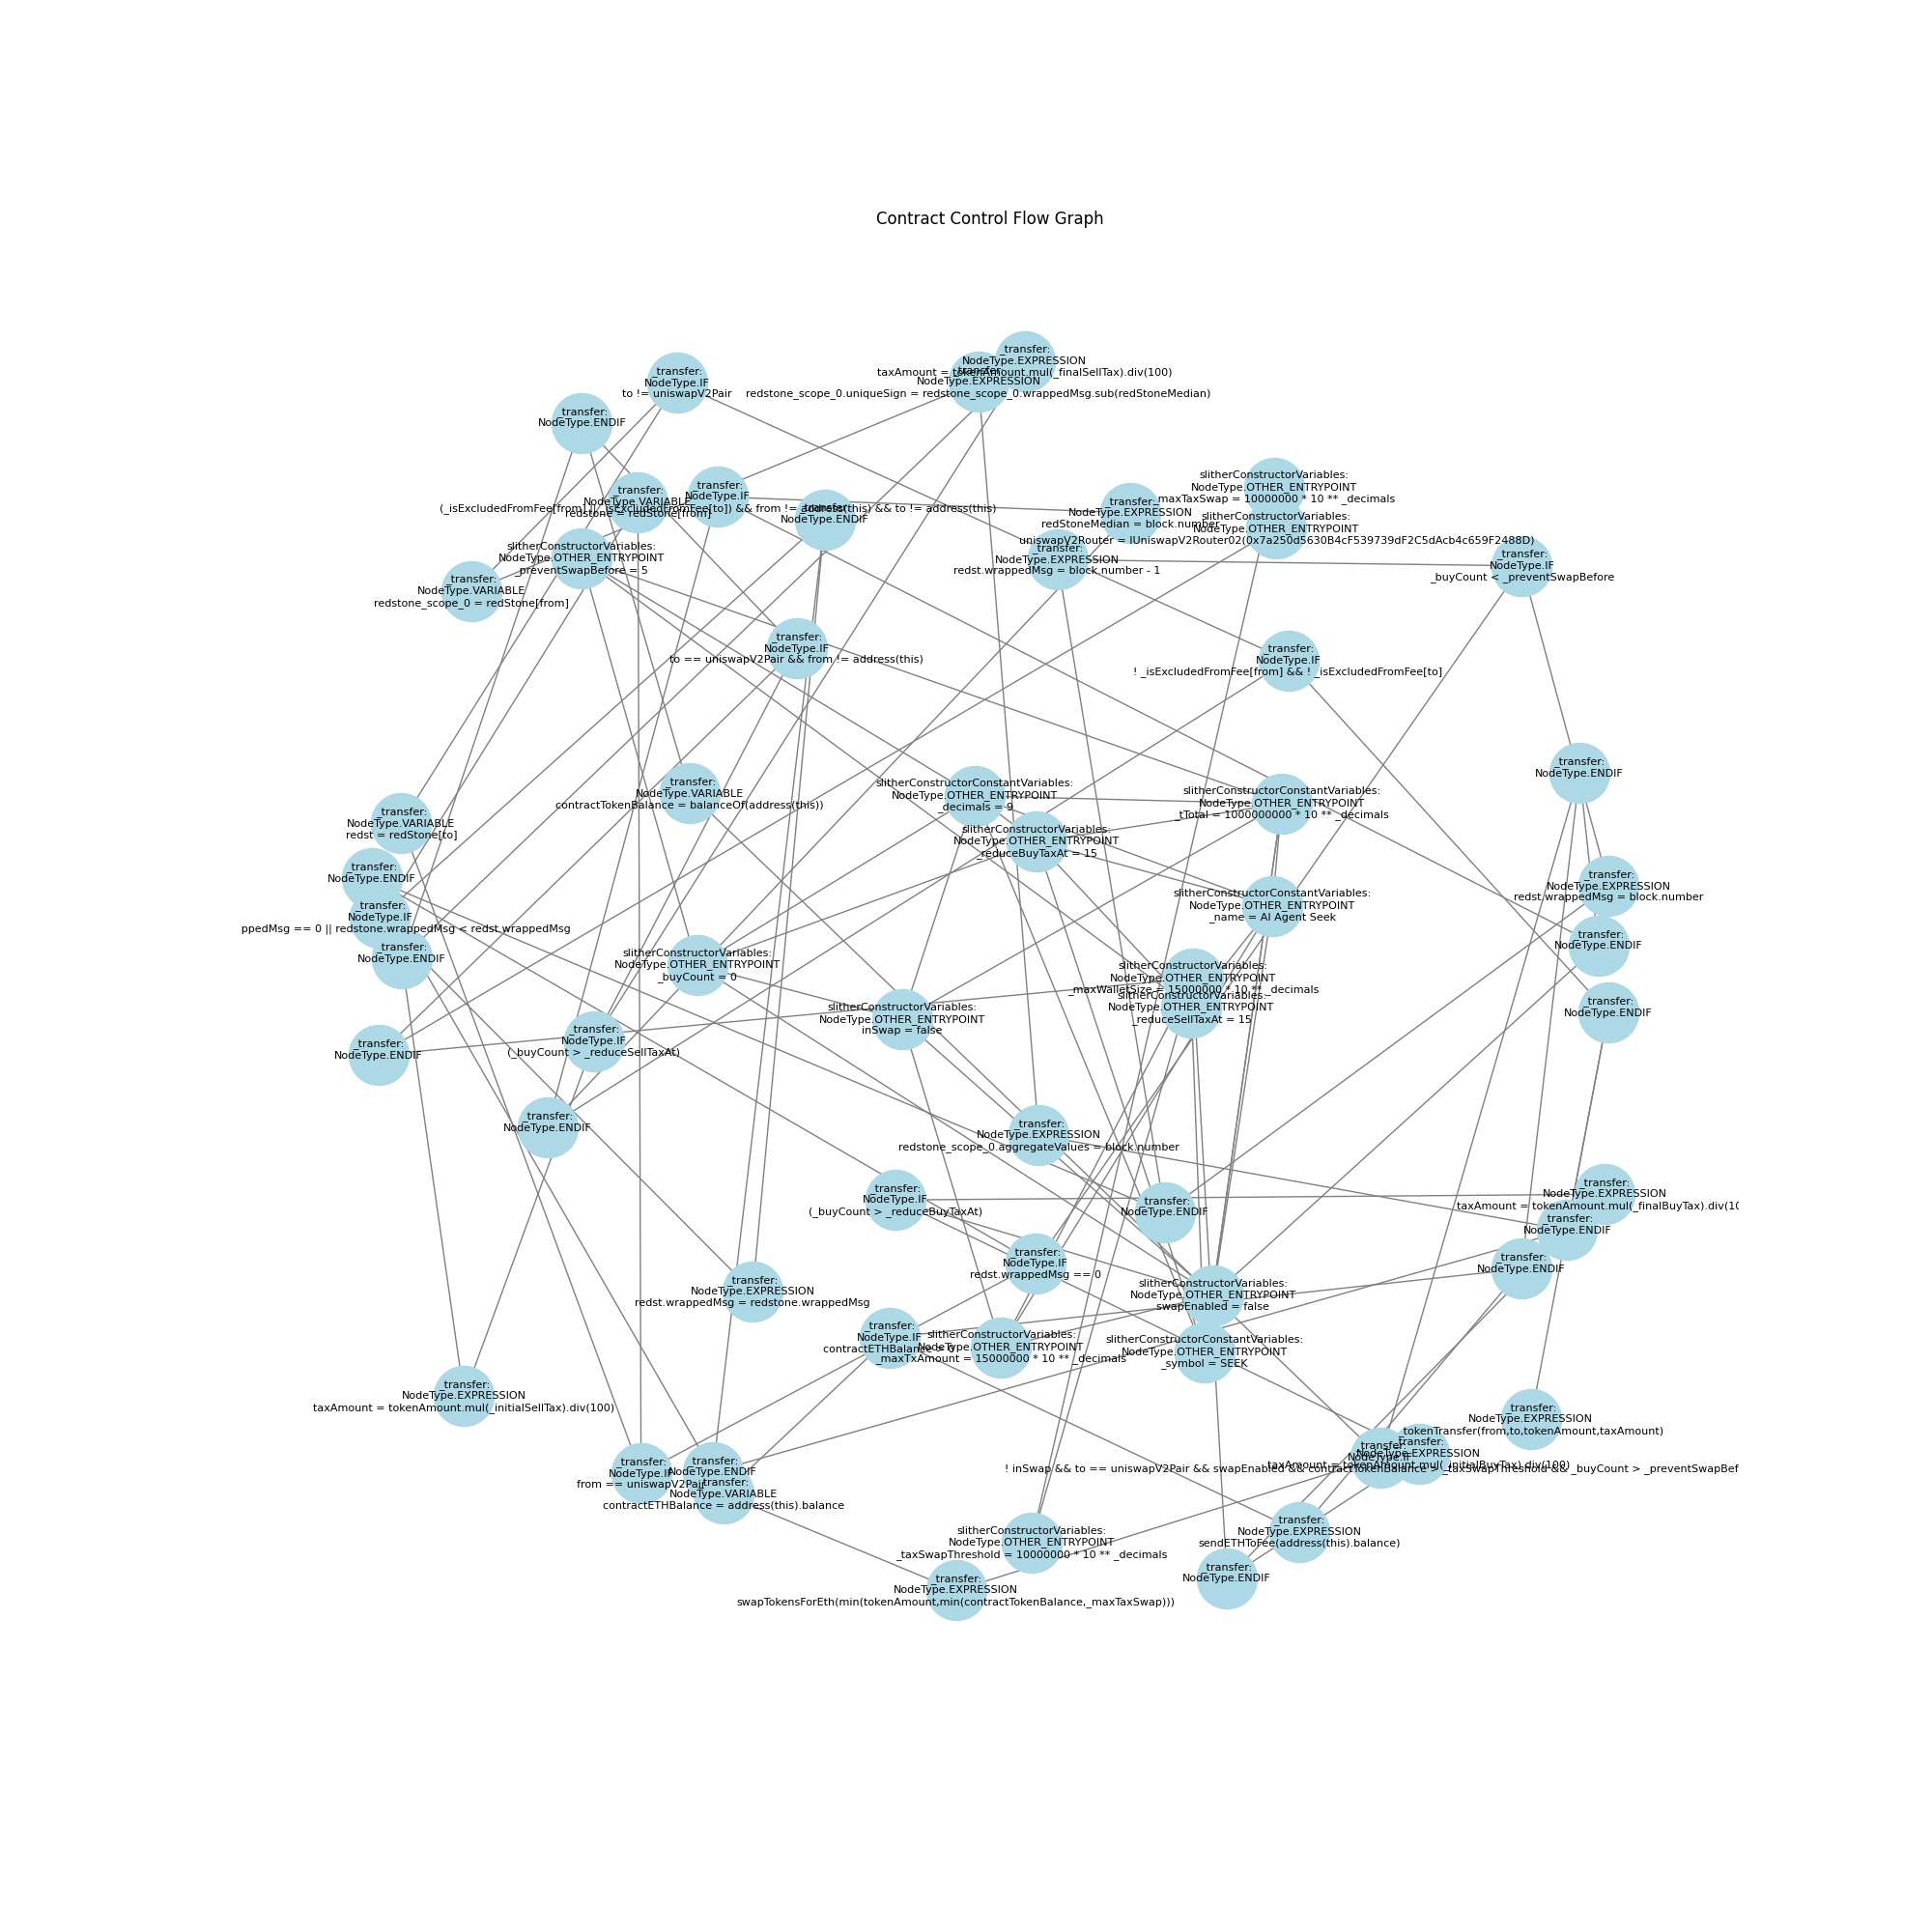 Contract Control Flow Graph
_transfer:
NodeType.EXPRESSION
taxAmount = tokenAmount.mul(_finalSellTax).div(100)
_transfer:
NodeType.EXPRESSION
redstone_scope_0.uniqueSign = redstone_scope_0.wrappedMsg.sub(redStoneMedian)
_transfer:
NodeType.IF
to != uniswapV2Pair
_transfer:
NodeType.ENDIF
_transfer:
NodeType.VARIABLE
redstone = redStone[from]
_transfer:
NodeType.IF
(_isExcludedFromFee[from] || _isExcludedFromFee[to]) && from != address(this) && to != address(this)
_transfer:
NodeType.ENDIF
_transfer:
NodeType.EXPRESSION
redStoneMedian = block.number
slitherConstructorVariables:
NodeType.OTHER_ENTRYPOINT
_maxTaxSwap = 10000000 * 10 ** _decimals
slitherConstructorVariables:
NodeType.OTHER_ENTRYPOINT
uniswapV2Router = IUniswapV2Router02(0x7a250d5630B4cF539739dF2C5dAcb4c659F2488D)
slitherConstructorVariables:
NodeType.OTHER_ENTRYPOINT
_preventSwapBefore = 5
_transfer:
NodeType.EXPRESSION
redst.wrappedMsg = block.number - 1
_transfer:
NodeType.IF
_buyCount < _preventSwapBefore
_transfer:
NodeType.VARIABLE
redstone_scope_0 = redStone[from]
_transfer:
NodeType.IF
to == uniswapV2Pair && from != address(this)
_transfer:
NodeType.IF
! _isExcludedFromFee[from] && ! _isExcludedFromFee[to]
_transfer:
NodeType.ENDIF
_transfer:
NodeType.VARIABLE
contractTokenBalance = balanceOf(address(this))
slitherConstructorConstantVariables:
NodeType.OTHER_ENTRYPOINT
_decimals = 9
slitherConstructorConstantVariables:
NodeType.OTHER_ENTRYPOINT
_tTotal = 1000000000 * 10 ** _decimals
_transfer:
NodeType.VARIABLE
redst = redStone[to]
slitherConstructorVariables:
NodeType.OTHER_ENTRYPOINT
_reduceBuyTaxAt = 15
_transfer:
NodeType.ENDIF
_transfer:
NodeType.EXPRESSION
redst.wrappedMsg = block.number
slitherConstructorConstantVariables:
NodeType.OTHER_ENTRYPOINT
_name = AI Agent Seek
_transfer:
NodeType.IF
ppedMsg == 0 || redstone.wrappedMsg < redst.wrappedMsg
_transfer:
NodeType.ENDIF
_transfer:
NodeType.ENDIF
slitherConstructorVariables:
NodeType.OTHER_ENTRYPOINT
_buyCount = 0
slitherConstructorVariables:
NodeType.OTHER_ENTRYPOINT
_maxWalletSize = 15000000 * 10 ** _decimals
slitherConstructorVariables:
NodeType.OTHER_ENTRYPOINT
_reduceSellTaxAt = 15
_transfer:
NodeType.ENDIF
slitherConstructorVariables:
NodeType.OTHER_ENTRYPOINT
inSwap = false
_transfer:
NodeType.IF
(_buyCount > _reduceSellTaxAt)
_transfer:
NodeType.ENDIF
_transfer:
NodeType.ENDIF
_transfer:
NodeType.EXPRESSION
redstone_scope_0.aggregateValues = block.number
_transfer:
NodeType.IF
(_buyCount > _reduceBuyTaxAt)
_transfer:
NodeType.EXPRESSION
taxAmount = tokenAmount.mul(_finalBuyTax).div(10
_transfer:
NodeType.ENDIF
_transfer:
NodeType.ENDIF
_transfer:
NodeType.IF
redst.wrappedMsg == 0
_transfer:
NodeType.ENDIF
_transfer:
NodeType.EXPRESSION
redst.wrappedMsg = redstone.wrappedMsg
slitherConstructorVariables:
NodeType.OTHER_ENTRYPOINT
swapEnabled = false
_transfer:
NodeType.IF
contractETHBalance > 0
slitherConstructorVariables:
NodeType.OTHER_ENTRYPOINT
_maxTxAmount = 15000000 * 10 ** _decimals
slitherConstructorConstantVariables:
NodeType.OTHER_ENTRYPOINT
_symbol = SEEK
_transfer:
NodeType.EXPRESSION
taxAmount = tokenAmount.mul(_initialSellTax).div(100)
_transfer:
NodeType.EXPRESSION
tokenTransfer(from,to,tokenAmount,taxAmount)
_transfer:
NodeType.EXPRESSION
taxAmount = tokenAmount.mul(_initialBuyTax).div(100)
_transfer:
NodeType.IF
! inSwap && to == uniswapV2Pair && swapEnabled && contractTokenBalance > _taxSwapThreshold && _buyCount > _preventSwapBef
_transfer:
NodeType.IF
from == uniswapV2Pair
_transfer:
NodeType.ENDIF
_transfer:
NodeType.VARIABLE
contractETHBalance = address(this).balance
_transfer:
NodeType.EXPRESSION
sendETHToFee(address(this).balance)
slitherConstructorVariables:
NodeType.OTHER_ENTRYPOINT
_taxSwapThreshold = 10000000 * 10 ** _decimals
_transfer:
NodeType.ENDIF
_transfer:
NodeType.EXPRESSION
swapTokensForEth(min(tokenAmount,min(contractTokenBalance,_maxTaxSwap)))